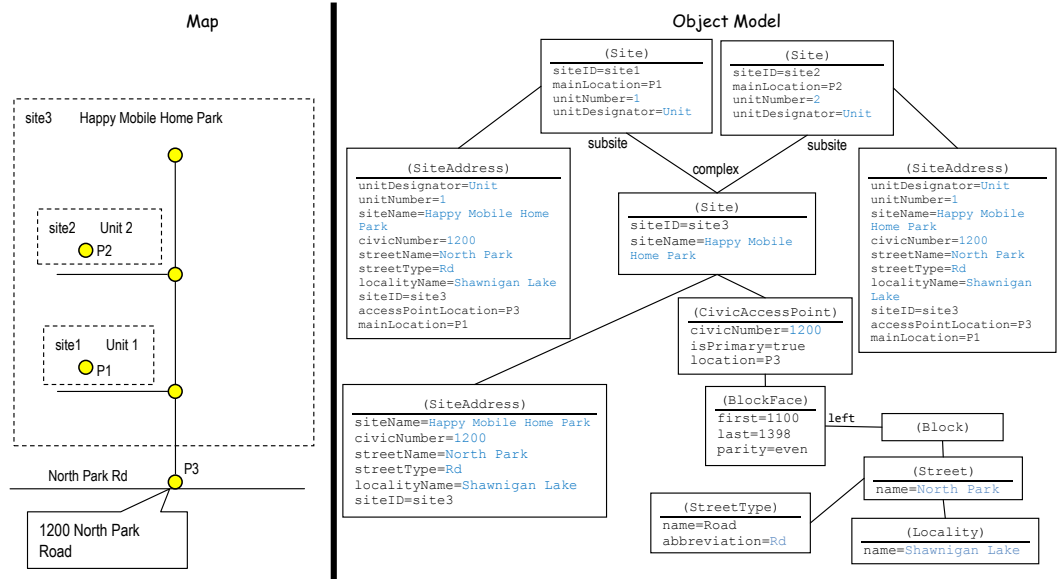 Map
site3 Happy Mobile Home Park
site2 Unit 2
P2
site1 Unit 1
P1
North Park Rd
P3
1200 North Park
Road
Object Model
(Site)
siteID=site1
mainLocation=P1
unitNumber=1
unitDesignator=Unit
(Site)
siteID=site2
mainLocation=P2
unitNumber=2
unitDesignator=Unit
subsite
subsite
complex
(SiteAddress)
unitDesignator=Unit
unitNumber=1
siteName=Happy Mobile Home
Park
civicNumber=1200
streetName=North Park
streetType=Rd
localityName=Shawnigan Lake
siteID=site3
accessPointLocation=P3
mainLocation=P1
(Site)
siteID=site3
siteName=Happy Mobile
Home Park
(SiteAddress)
unitDesignator=Unit
unitNumber=1
siteName=Happy Mobile
Home Park
civicNumber=1200
streetName=North Park
streetType=Rd
localityName=Shawnigan
Lake
siteID=site3
accessPointLocation=P3
mainLocation=P1
(CivicAccessPoint)
civicNumber=1200
isPrimary=true
location=P3
(SiteAddress)
siteName=Happy Mobile Home Park
civicNumber=1200
streetName=North Park
streetType=Rd
localityName=Shawnigan Lake
siteID=site3
(BlockFace)
first=1100
last=1398
parity=even
left
(Block)
(Street)
name=North Park
(StreetType)
name=Road
abbreviation=Rd
(Locality)
name=Shawnigan Lake